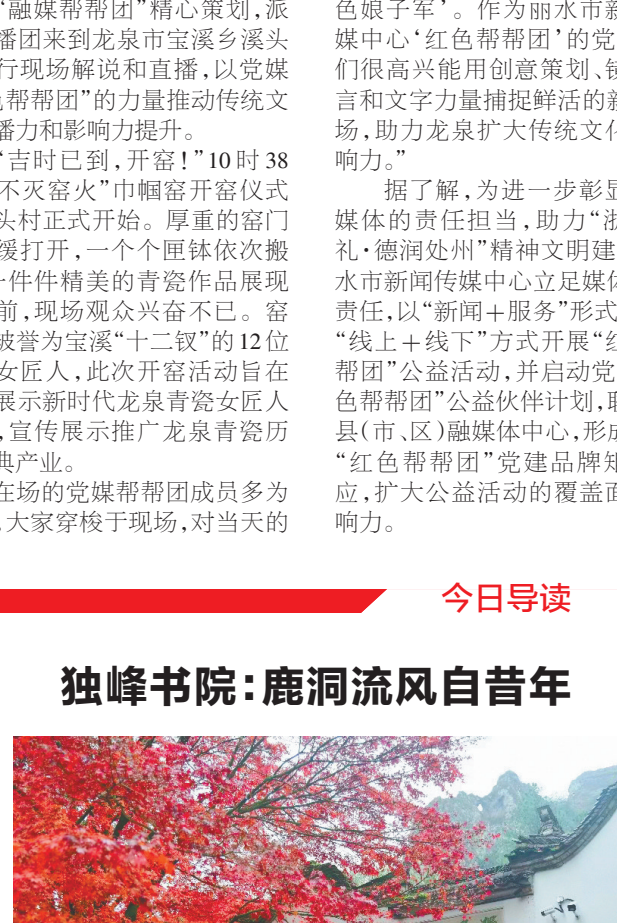 “融媒帮帮团”精心策划，派
播团来到龙泉市宝溪乡溪头
行现场解说和直播，以党媒
帮帮团”的力量推动传统文
播力和影响力提升。
“吉时已到，开窑！”10时38
不灭窑火”巾帼窑开窑仪式
头村正式开始。厚重的窑门
缓打开，一个个匣钵依次搬
件件精美的青瓷作品展现
前，现场观众兴奋不已。窑
被誉为宝溪“十二钗”的12位
女匠人，此次开窑活动旨在
展示新时代龙泉青瓷女匠人
，宣传展示推广龙泉青瓷历
典产业。
在场的党媒帮帮团成员多为
，大家穿梭于现场，对当天的
色娘子军’。作为丽水市新
媒中心‘红色帮帮团’的党
们很高兴能用创意策划、镜
言和文字力量捕捉鲜活的新
场，助力龙泉扩大传统文化
响力。”
据了解，为进一步彰显
媒体的责任担当，助力“浙
礼·德润处州”精神文明建
水市新闻传媒中心立足媒体
责任，以“新闻＋服务”形式
“线上＋线下”方式开展“红
帮团”公益活动，并启动党
色帮帮团”公益伙伴计划，联
县（市、区）融媒体中心，形成
“红色帮帮团”党建品牌矩
应，扩大公益活动的覆盖面
响力。
今日导读
独峰书院：鹿洞流风自昔年